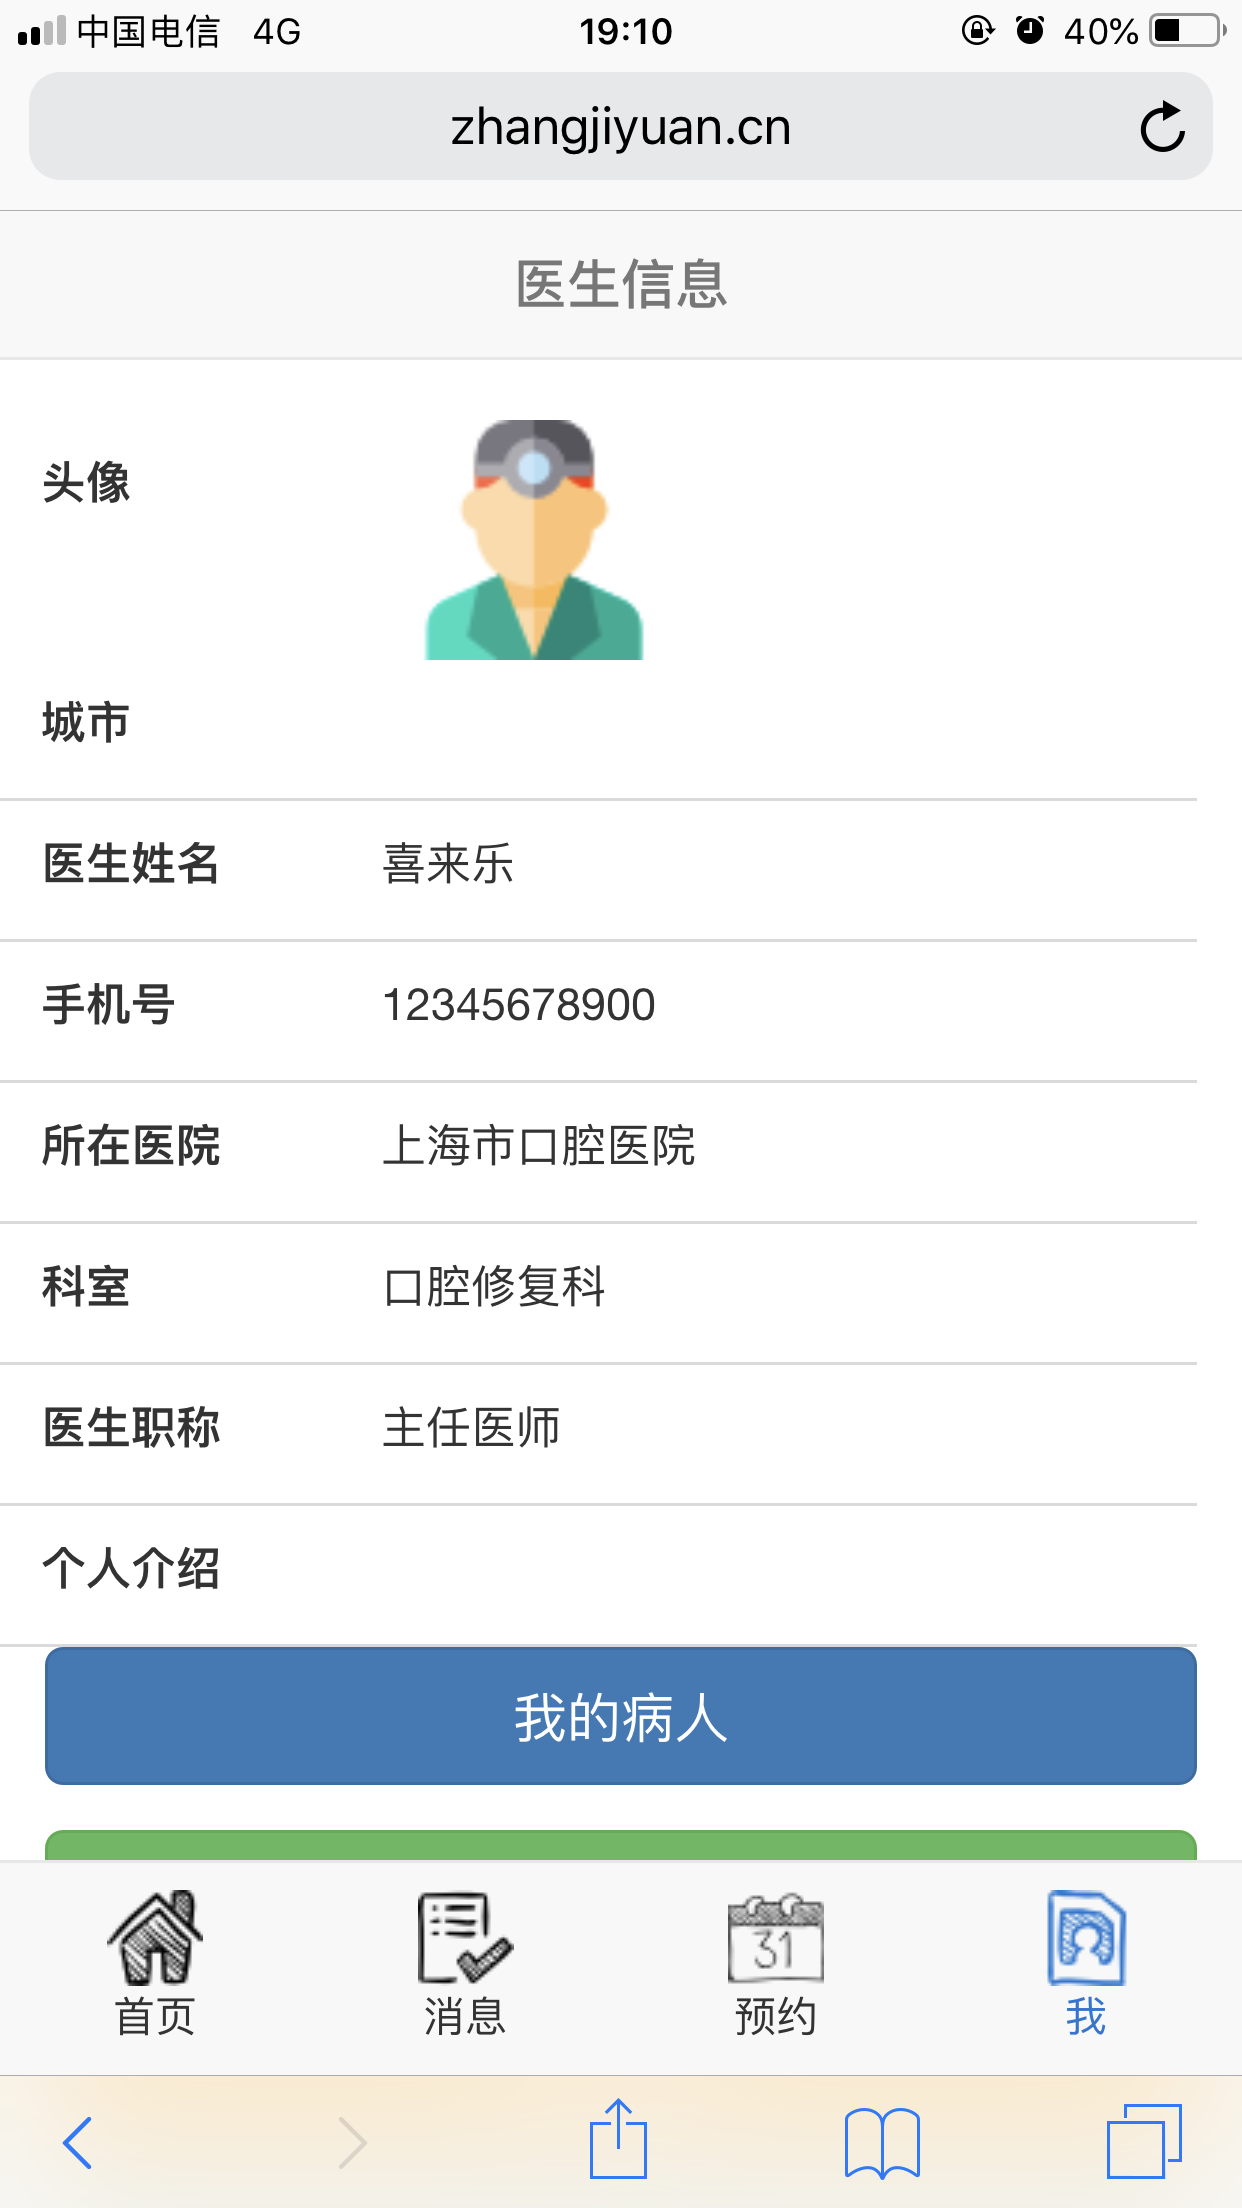 中国电信 4G 19:10 40%
zhangjiyuan.cn
医生信息
头像
城市
医生姓名 喜来乐
手机号 12345678900
所在医院 上海市口腔医院
科室 口腔修复科
医生职称 主任医师
个人介绍
我的病人
31
首页 消息 预约 我